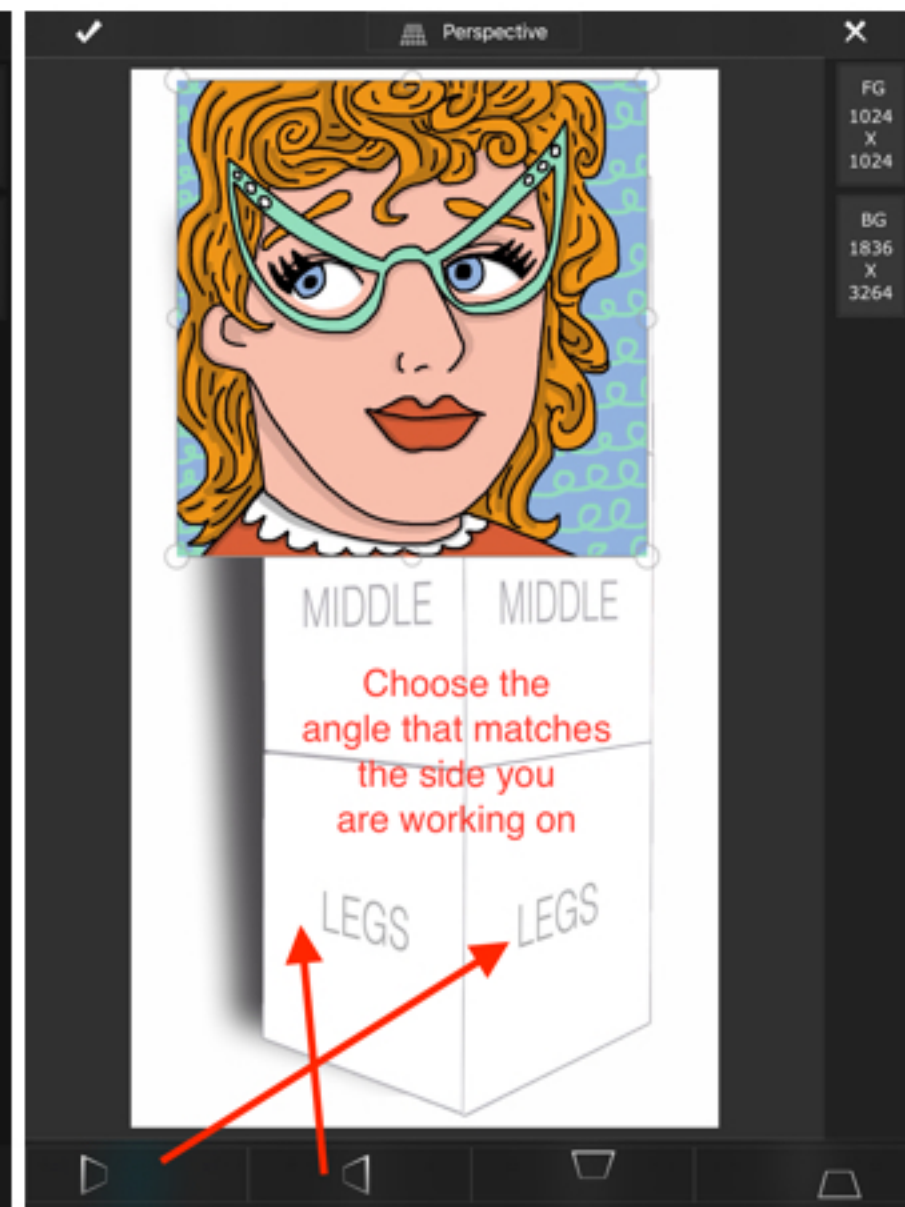 Perspective
FG
1024
X
1024
BG
1836
X
3264
MIDDLE MIDDLE
Choose the
angle that matches
the side you
are working on
LEGS LEGS